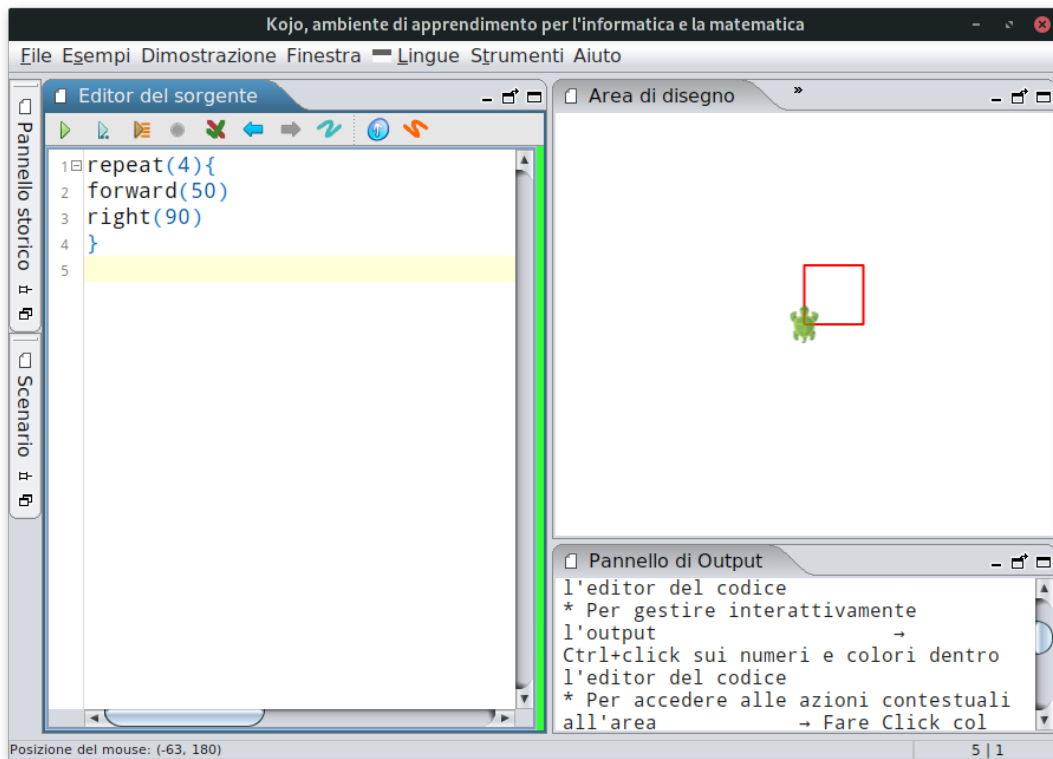 Kojo, ambiente di apprendimento per l'informatica e la matematica
File Esempi Dimostrazione Finestra Lingue Strumenti Aiuto
Pannello storico
Scenario
Editor del sorgente
1 repeat(4){
2 forward(50)
3 right(90)
4 }
5
Area di disegno »
Pannello di Output
l'editor del codice
* Per gestire interattivamente
l'output →
Ctrl+click sui numeri e colori dentro
l'editor del codice
* Per accedere alle azioni contestuali
all'area → Fare Click col
Posizione del mouse: (-63, 180)
5 | 1